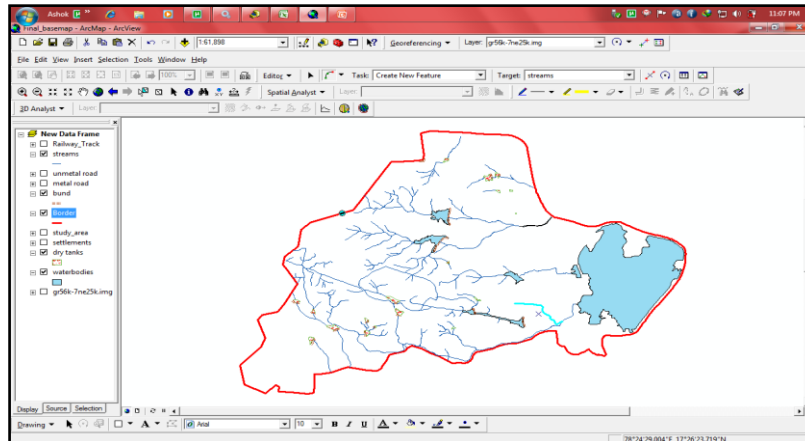 Ashok
11:07 PM
Final_basemap - ArcMap - ArcView
1:61,898 Georeferencing Layer: gr56k-7ne25k.img
File Edit View Insert Selection Tools Window Help
100% Editor Task: Create New Feature Target: streams
Spatial Analyst Layer:
3D Analyst Layer:
New Data Frame
Railway_Track
streams
unmetal road
metal road
bund
Border
study_area
settlements
dry tanks
waterbodies
gr56k-7ne25k.img
Display Source Selection
Drawing A Arial 10 B I U A
78°24'29.004"E 17°26'23.719"N